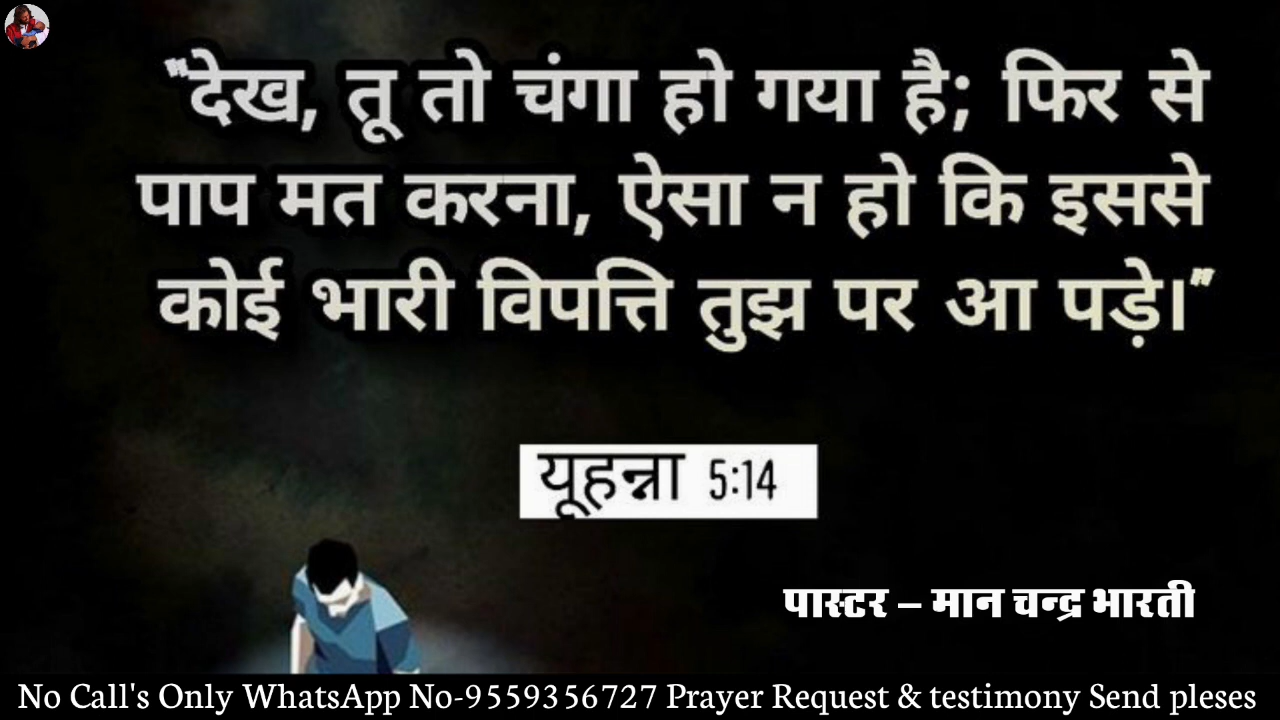 "देख, तू तो चंगा हो गया है; फिर से
पाप मत करना, ऐसा न हो कि इससे
कोई भारी विपत्ति तुझ पर आ पड़े।"
यूहन्ना 5:14
पास्टर – मान चन्द्र भारती
No Call's Only WhatsApp No-9559356727 Prayer Request & testimony Send pleses